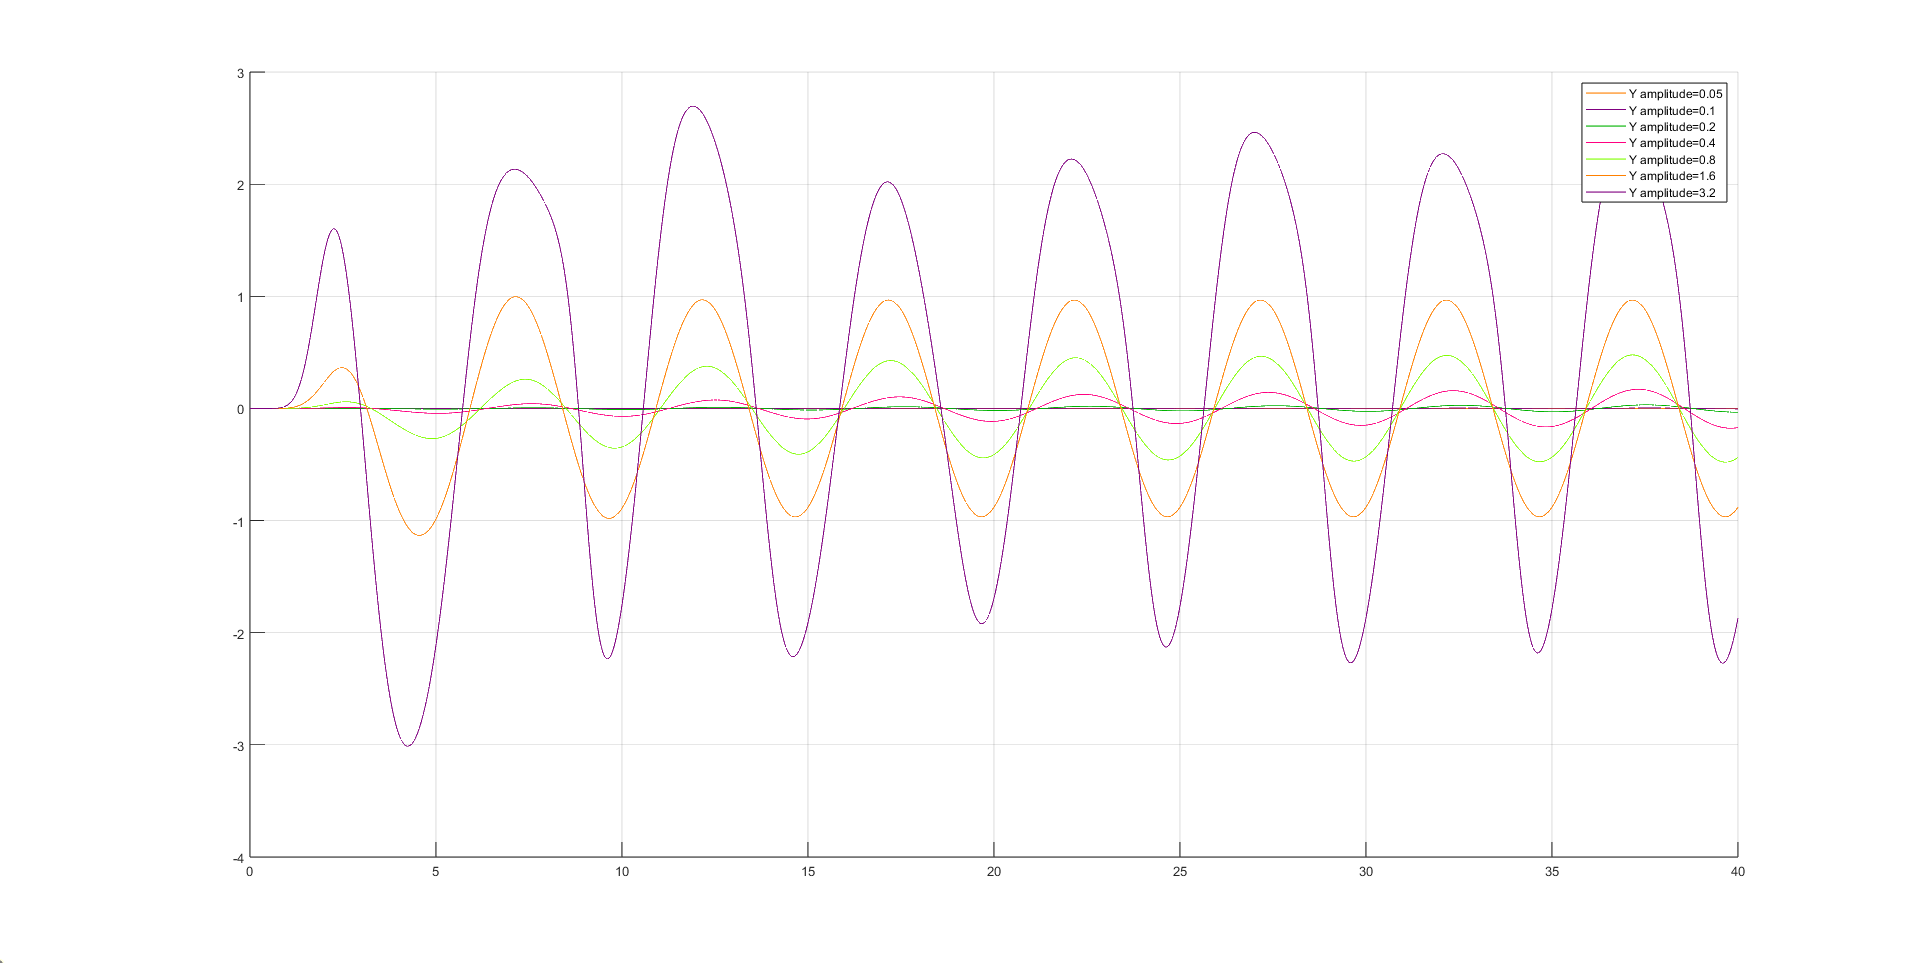 3
2
1
0
-1
-2
-3
-4
0 5 10 15 20 25 30 35 40
Y amplitude=0.05
Y amplitude=0.1
Y amplitude=0.2
Y amplitude=0.4
Y amplitude=0.8
Y amplitude=1.6
Y amplitude=3.2